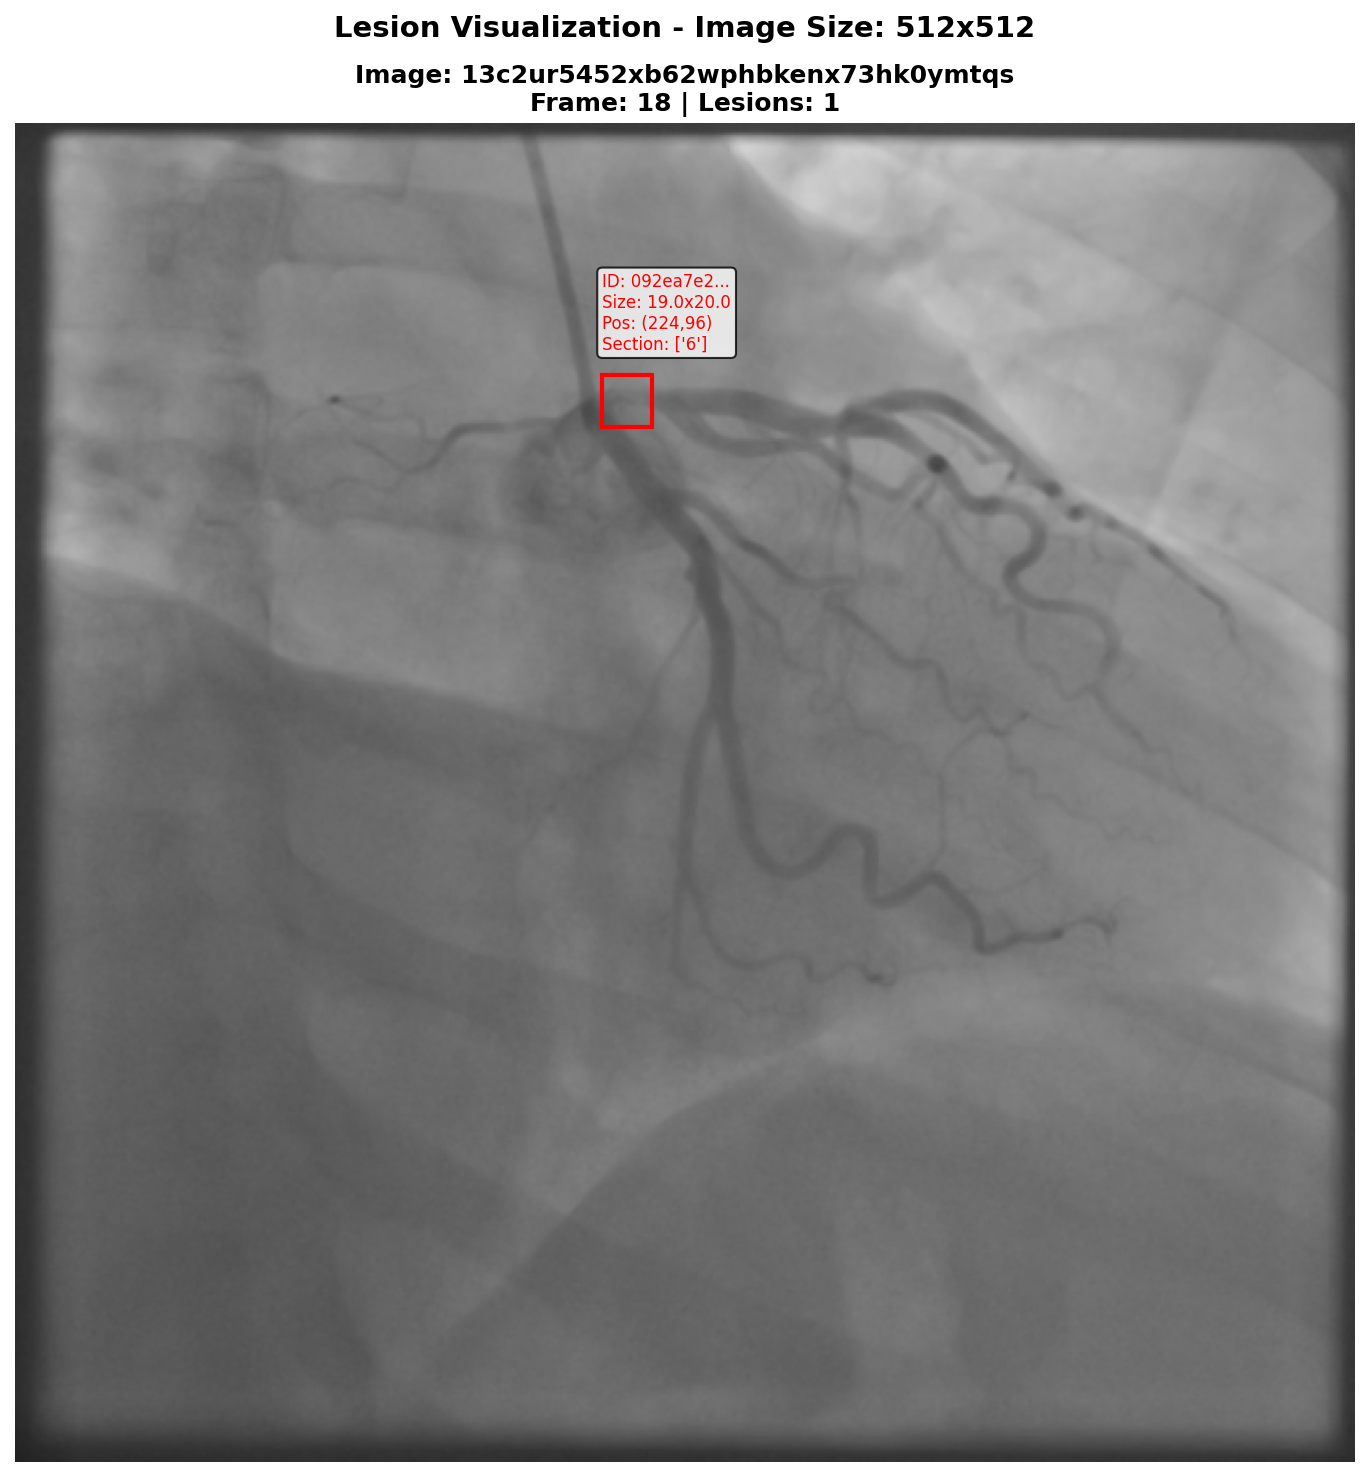 Lesion Visualization - Image Size: 512x512
Image: 13c2ur5452xb62wphbkenx73hk0ymtqs
Frame: 18 | Lesions: 1
ID: 092ea7e2...
Size: 19.0x20.0
Pos: (224,96)
Section: ['6']